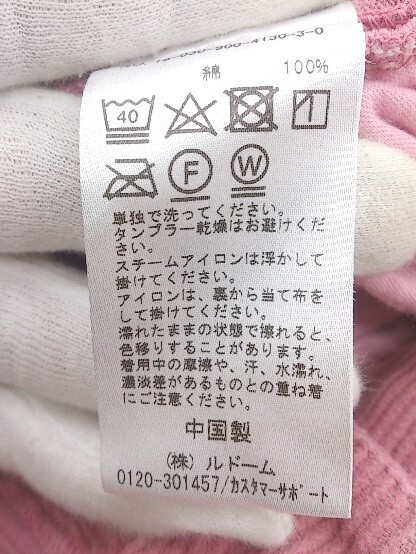 綿 100%
40
F W
単独で洗ってください。
タンブラー乾燥はお避けくだ
さい。
スチームアイロンは浮かして
掛けてください。
アイロンは、裏から当て布を
して掛けてください。
濡れたままの状態で擦れると、
色移りすることがあります。
着用中の摩擦や、汗、水濡れ、
濃淡差があるものとの重ね着
にご注意ください。
中国製
(株) ルドーム
0120-301457/カスタマーサポート